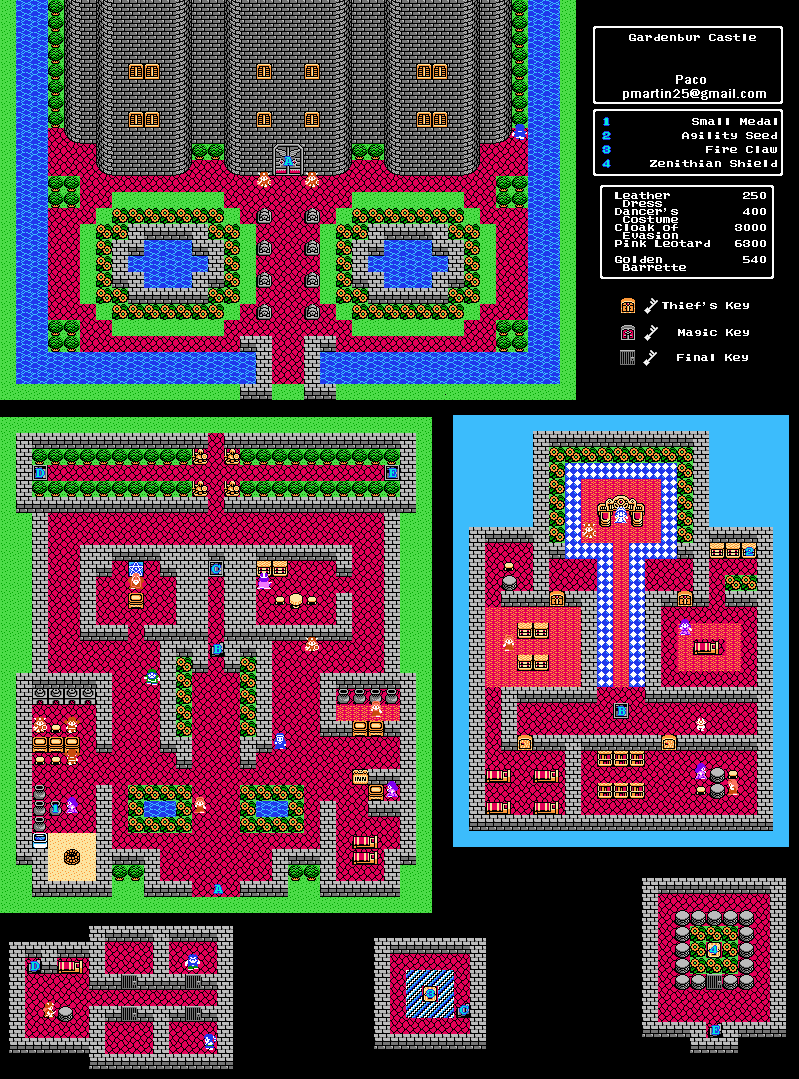 Gardenbur Castle
Paco
pmartin25@gmail.com
1 Small Medal
2 Agility Seed
3 Fire Claw
4 Zenithian Shield
Leather 250
Dress
Dancer's 400
Costume
Cloak of 3000
Evasion
Pink Leotard 6300
Golden 540
Barrette
Thief's Key
Magic Key
Final Key
A
D
E
C
B
INN
A
B
D
C
E